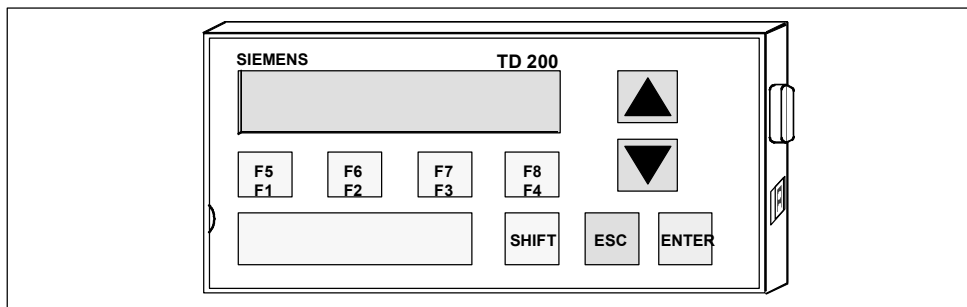 SIEMENS TD 200
F5 F6 F7 F8
F1 F2 F3 F4
SHIFT ESC ENTER